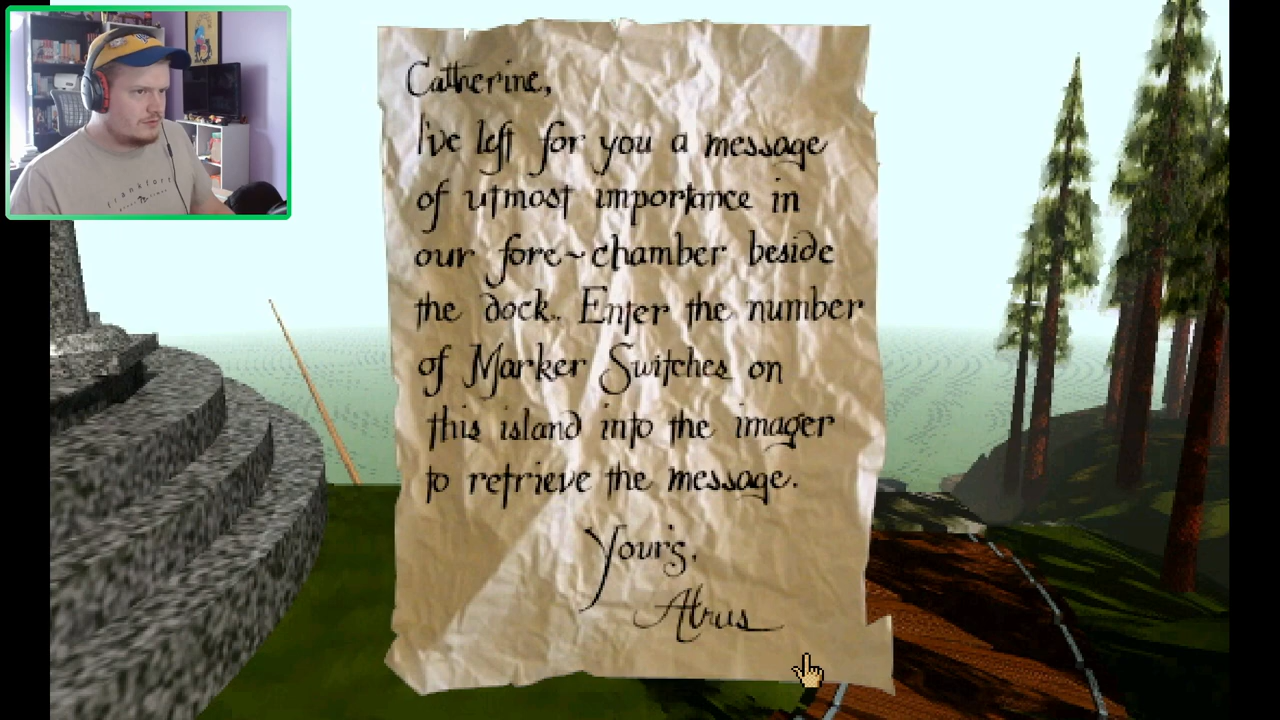 Catherine,
I've left for you a message
of utmost importance in
our fore~chamber beside
the dock. Enter the number
of Marker Switches on
this island into the imager
to retrieve the message.
Yours,
Atrus
frankfort